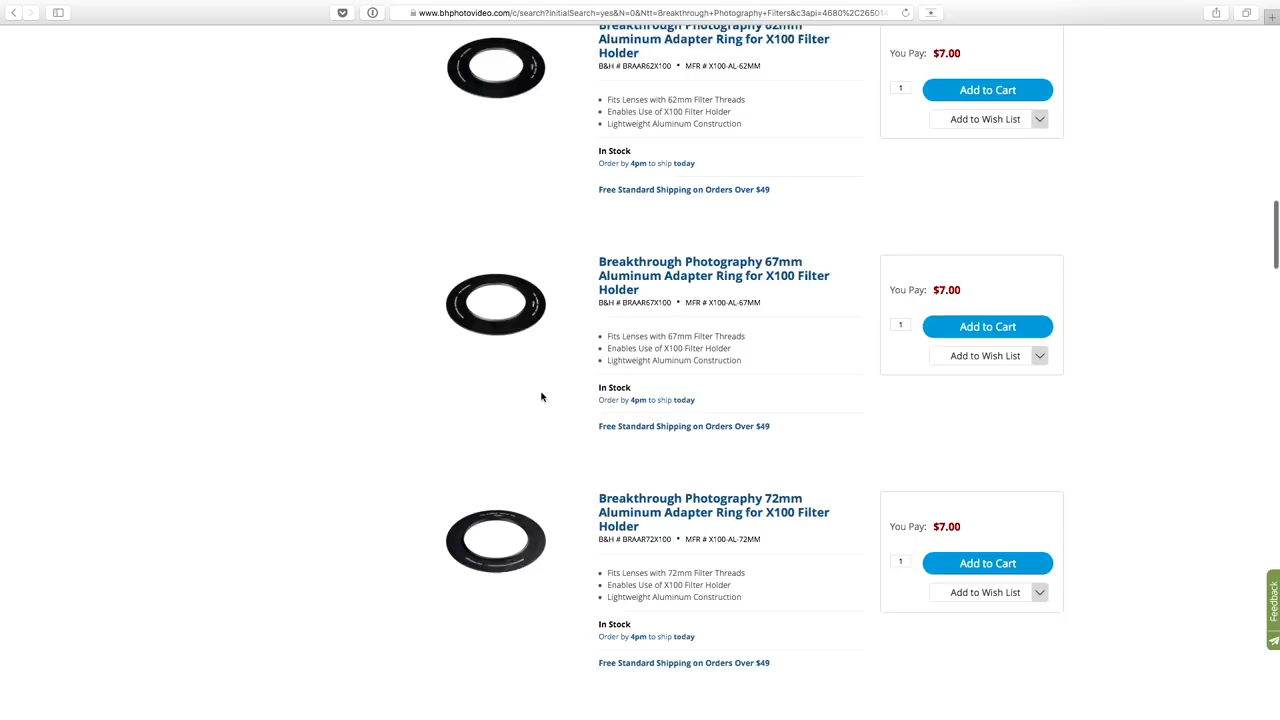 www.bhphotovideo.com/c/search?InitialSearch=yes&N=0&Ntt=Breakthrough+Photography+Filters&c3api=4680%2C265014
Breakthrough Photography 62mm
Aluminum Adapter Ring for X100 Filter
Holder
B&H # BRAAR62X100 • MFR # X100-AL-62MM
Fits Lenses with 62mm Filter Threads
Enables Use of X100 Filter Holder
Lightweight Aluminum Construction
In Stock
Order by 4pm to ship today
Free Standard Shipping on Orders Over $49
You Pay: $7.00
1 Add to Cart
Add to Wish List
Breakthrough Photography 67mm
Aluminum Adapter Ring for X100 Filter
Holder
B&H # BRAAR67X100 • MFR # X100-AL-67MM
Fits Lenses with 67mm Filter Threads
Enables Use of X100 Filter Holder
Lightweight Aluminum Construction
In Stock
Order by 4pm to ship today
Free Standard Shipping on Orders Over $49
You Pay: $7.00
1 Add to Cart
Add to Wish List
Breakthrough Photography 72mm
Aluminum Adapter Ring for X100 Filter
Holder
B&H # BRAAR72X100 • MFR # X100-AL-72MM
Fits Lenses with 72mm Filter Threads
Enables Use of X100 Filter Holder
Lightweight Aluminum Construction
In Stock
Order by 4pm to ship today
Free Standard Shipping on Orders Over $49
You Pay: $7.00
1 Add to Cart
Add to Wish List
Feedback